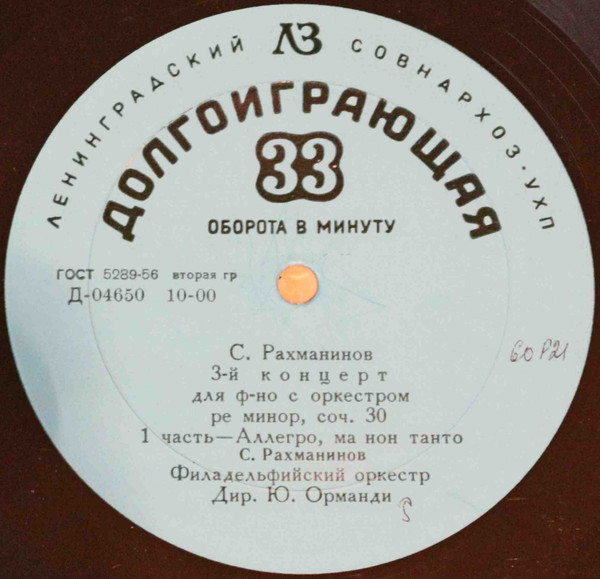 ЛЕНИНГРАДСКИЙ ЛЗ СОВНАРХОЗ·УХП
ДОЛГОИГРАЮЩАЯ
33
ОБОРОТА В МИНУТУ
ГОСТ 5289-56 вторая гр
Д-04650 10-00
С. Рахманинов
3-й концерт
для ф-но с оркестром
ре минор, соч. 30
1 часть—Аллегро, ма нон танто
С. Рахманинов
Филадельфийский оркестр
Дир. Ю. Орманди